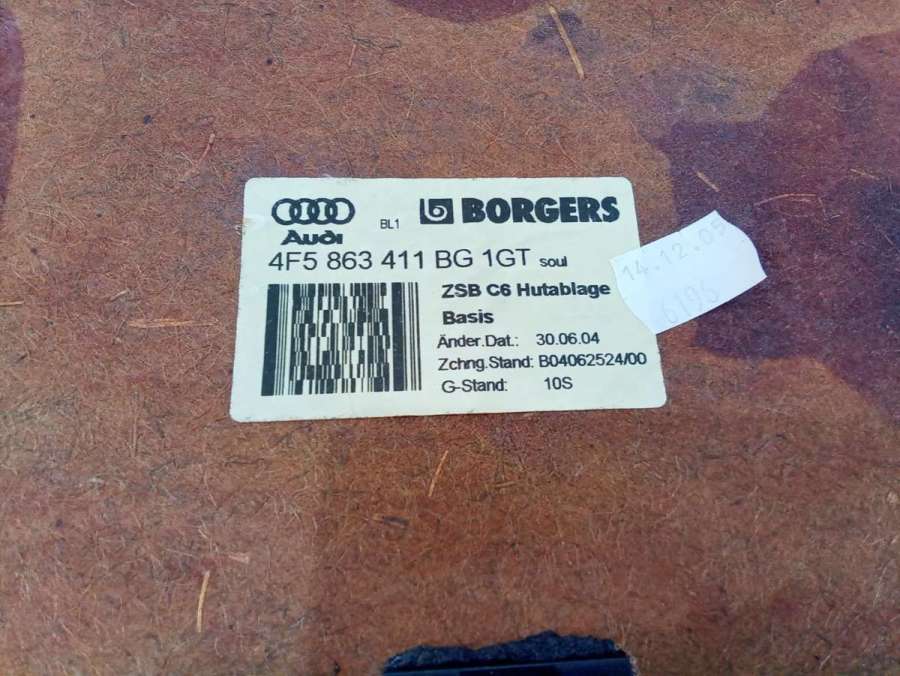 Audi
BL1
BORGERS
4F5 863 411 BG 1GT soul
ZSB C6 Hutablage
Basis
Änder.Dat.: 30.06.04
Zchng.Stand: B04062524/00
G-Stand: 10S
14.12.05
6196